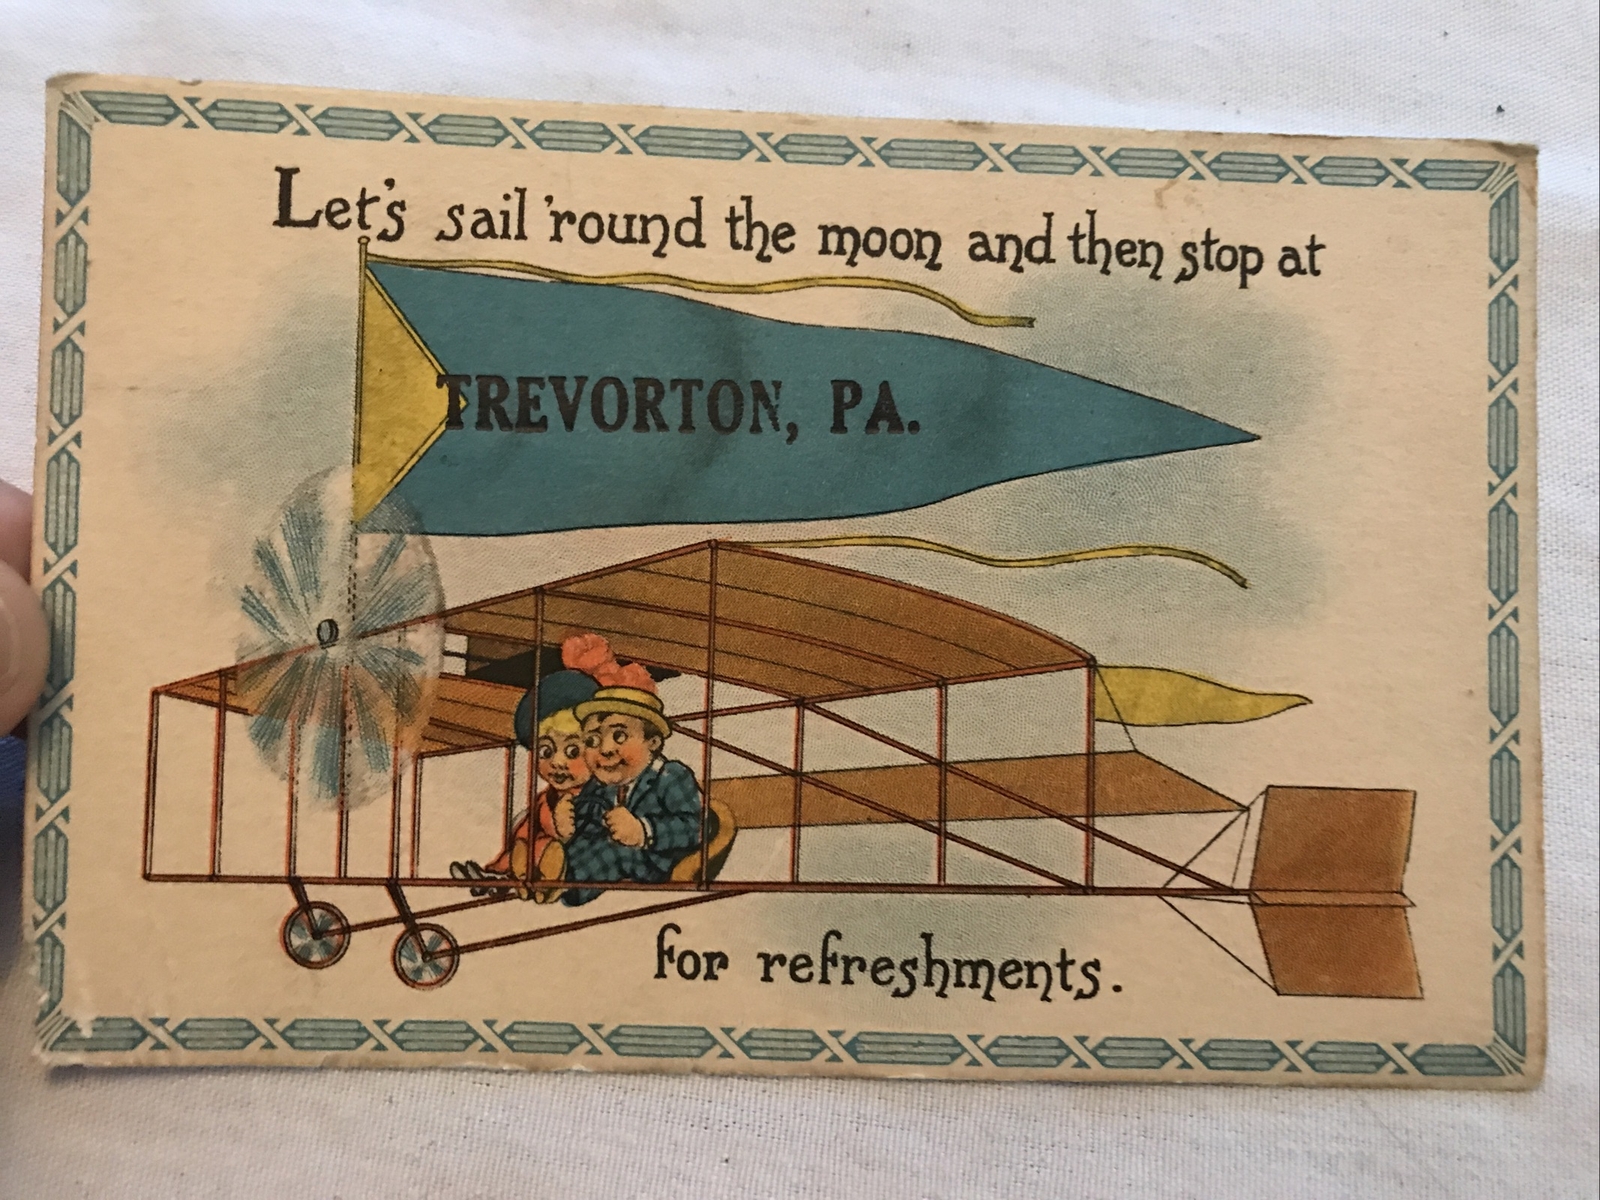 Let's sail 'round the moon and then stop at
TREVORTON, PA.
for refreshments.